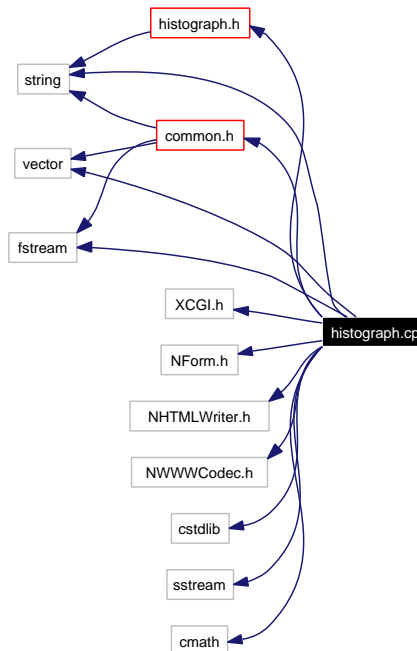 histograph.h
string
common.h
vector
fstream
XCGI.h
histograph.cp
NForm.h
NHTMLWriter.h
NWWWCodec.h
cstdlib
sstream
cmath